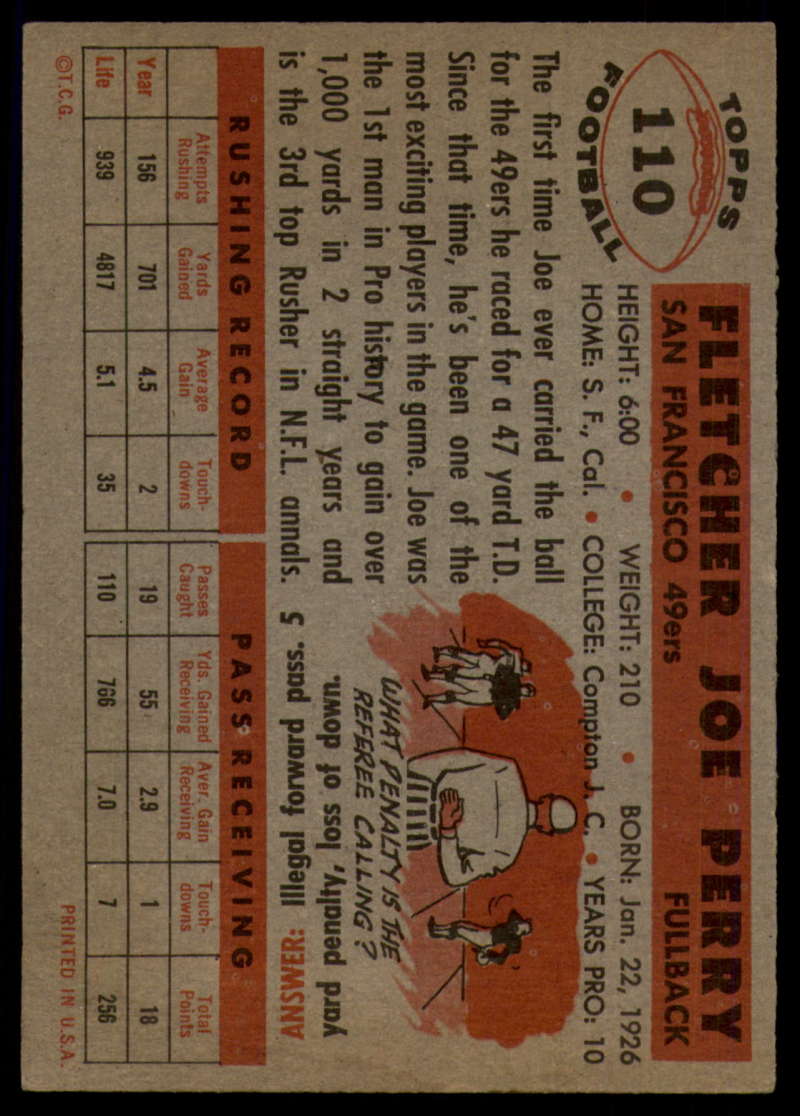 TOPPS
110
FOOTBALL
FLETCHER JOE PERRY
SAN FRANCISCO 49ers FULLBACK
HEIGHT: 6:00 • WEIGHT: 210 • BORN: Jan. 22, 1926
HOME: S. F., Cal. • COLLEGE: Compton J. C. • YEARS PRO: 10
The first time Joe ever carried the ball
for the 49ers he raced for a 47 yard T.D.
Since that time, he's been one of the
most exciting players in the game. Joe was
the 1st man in Pro history to gain over
1,000 yards in 2 straight years and
is the 3rd top Rusher in N.F.L. annals.
WHAT PENALTY IS THE
REFEREE CALLING?
ANSWER: Illegal forward pass. 5
yard penalty, loss of down.
RUSHING RECORD PASS RECEIVING
Attempts Rushing Yards Gained Average Gain Touch-downs Passes Caught Yds. Gained Receiving Aver. Gain Receiving Touch-downs Total Points
Year 156 701 4.5 2 19 55 2.9 1 18
Life 939 4817 5.1 35 110 766 7.0 7 256
©T.C.G. PRINTED IN U.S.A.